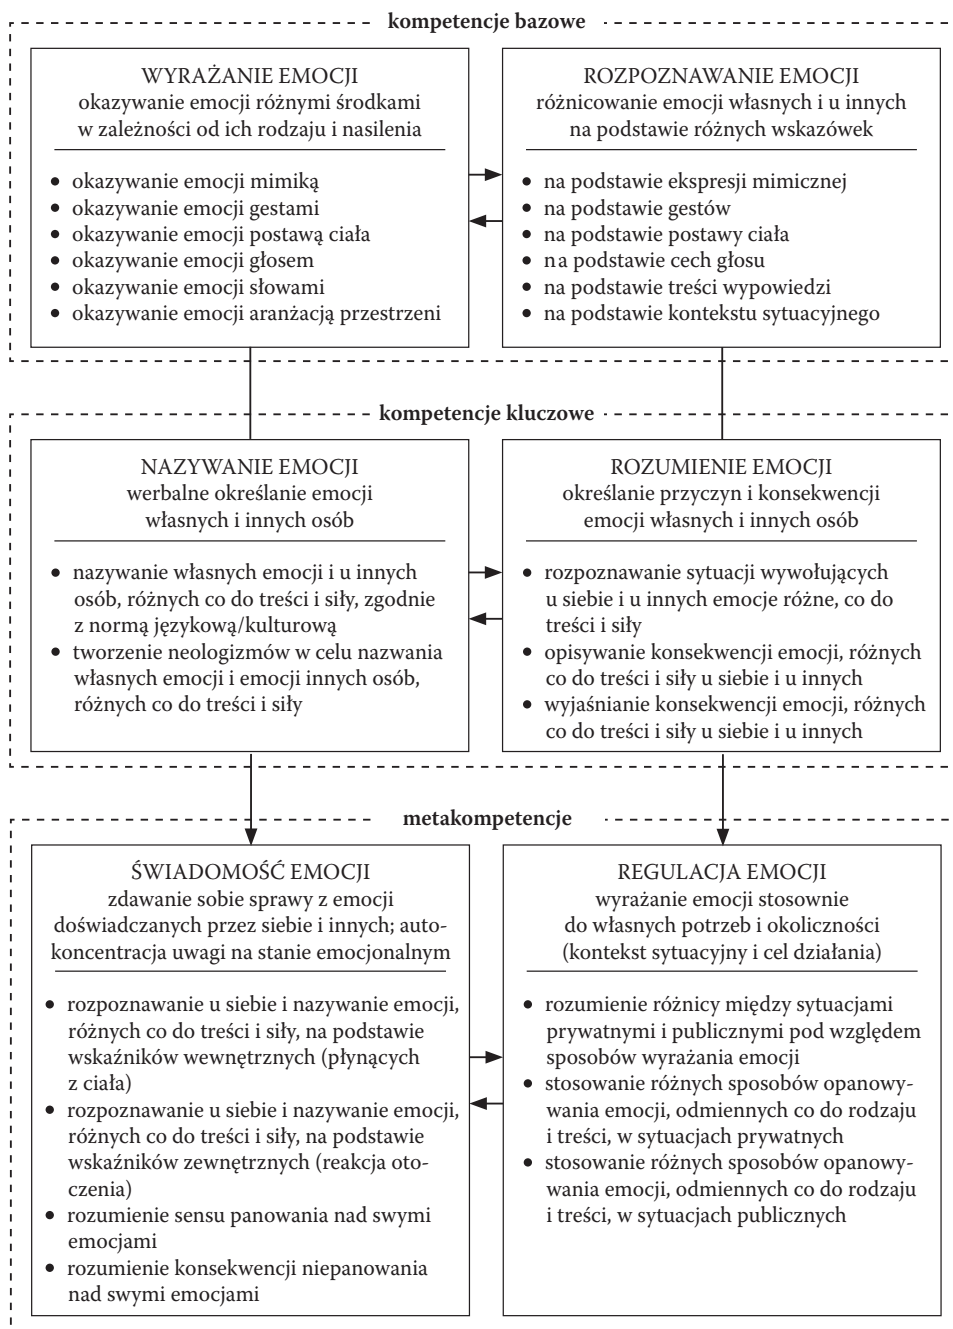 kompetencje bazowe
WYRAŻANIE EMOCJI
okazywanie emocji różnymi środkami
w zależności od ich rodzaju i nasilenia
• okazywanie emocji mimiką
• okazywanie emocji gestami
• okazywanie emocji postawą ciała
• okazywanie emocji głosem
• okazywanie emocji słowami
• okazywanie emocji aranżacją przestrzeni
ROZPOZNAWANIE EMOCJI
różnicowanie emocji własnych i u innych
na podstawie różnych wskazówek
• na podstawie ekspresji mimicznej
• na podstawie gestów
• na podstawie postawy ciała
• na podstawie cech głosu
• na podstawie treści wypowiedzi
• na podstawie kontekstu sytuacyjnego
kompetencje kluczowe
NAZYWANIE EMOCJI
werbalne określanie emocji
własnych i innych osób
• nazywanie własnych emocji i u innych
osób, różnych co do treści i siły, zgodnie
z normą językową/kulturową
• tworzenie neologizmów w celu nazwania
własnych emocji i emocji innych osób,
różnych co do treści i siły
ROZUMIENIE EMOCJI
określanie przyczyn i konsekwencji
emocji własnych i innych osób
• rozpoznawanie sytuacji wywołujących
u siebie i u innych emocje różne, co do
treści i siły
• opisywanie konsekwencji emocji, różnych
co do treści i siły u siebie i u innych
• wyjaśnianie konsekwencji emocji, różnych
co do treści i siły u siebie i u innych
metakompetencje
ŚWIADOMOŚĆ EMOCJI
zdawanie sobie sprawy z emocji
doświadczanych przez siebie i innych; auto-
koncentracja uwagi na stanie emocjonalnym
• rozpoznawanie u siebie i nazywanie emocji,
różnych co do treści i siły, na podstawie
wskaźników wewnętrznych (płynących
z ciała)
• rozpoznawanie u siebie i nazywanie emocji,
różnych co do treści i siły, na podstawie
wskaźników zewnętrznych (reakcja oto-
czenia)
• rozumienie sensu panowania nad swymi
emocjami
• rozumienie konsekwencji niepanowania
nad swymi emocjami
REGULACJA EMOCJI
wyrażanie emocji stosownie
do własnych potrzeb i okoliczności
(kontekst sytuacyjny i cel działania)
• rozumienie różnicy między sytuacjami
prywatnymi i publicznymi pod względem
sposobów wyrażania emocji
• stosowanie różnych sposobów opanowy-
wania emocji, odmiennych co do rodzaju
i treści, w sytuacjach prywatnych
• stosowanie różnych sposobów opanowy-
wania emocji, odmiennych co do rodzaju
i treści, w sytuacjach publicznych